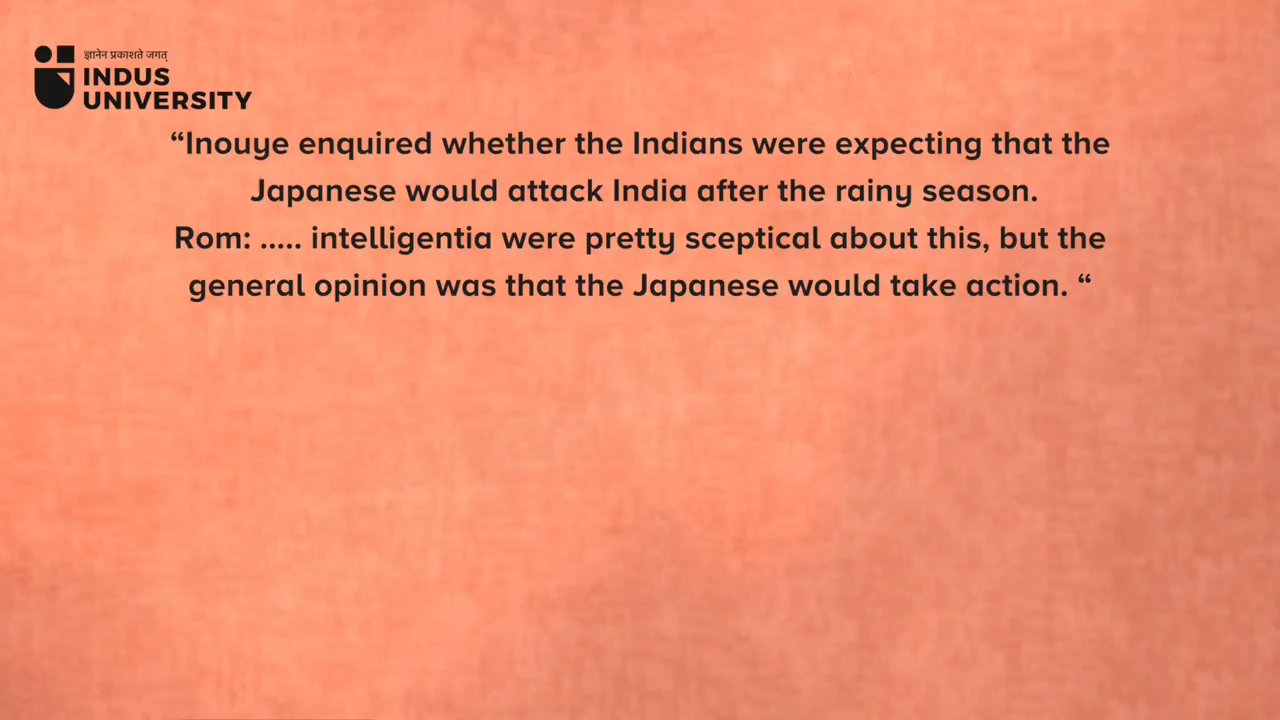 ज्ञानेन प्रकाशते जगत्
INDUS
UNIVERSITY
“Inouye enquired whether the Indians were expecting that the
Japanese would attack India after the rainy season.
Rom: ..... intelligentia were pretty sceptical about this, but the
general opinion was that the Japanese would take action. “